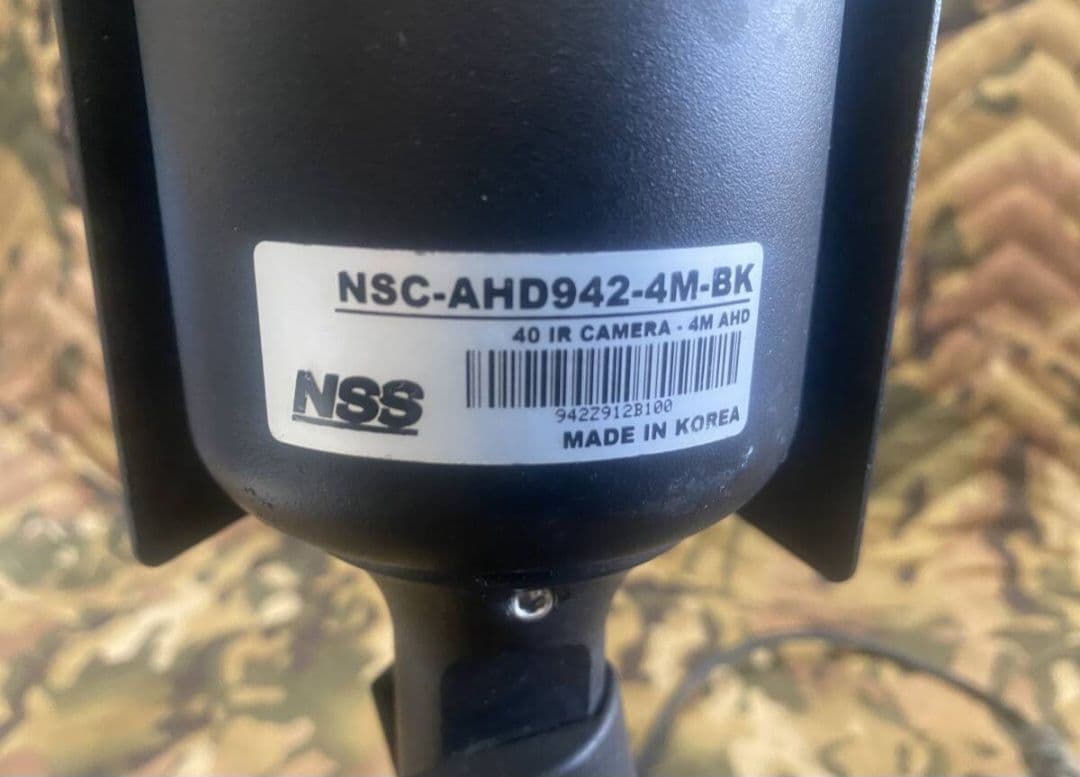 NSC-AHD942-4M-BK
40 IR CAMERA - 4M AHD
NSS
942Z912B100
MADE IN KOREA